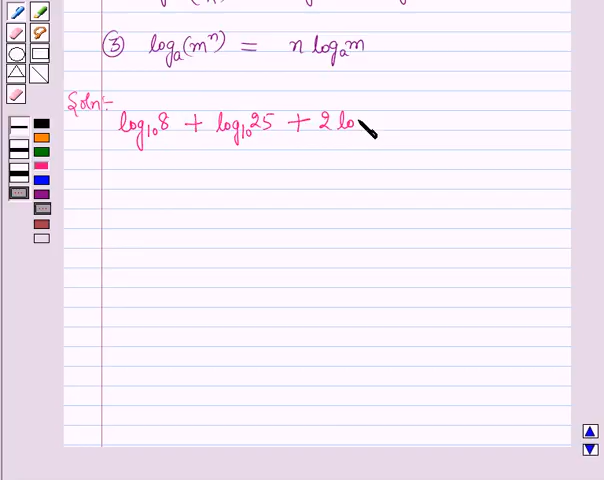 ③ logₐ(mⁿ) = n logₐm
Soln:-
log₁₀8 + log₁₀25 + 2 lo